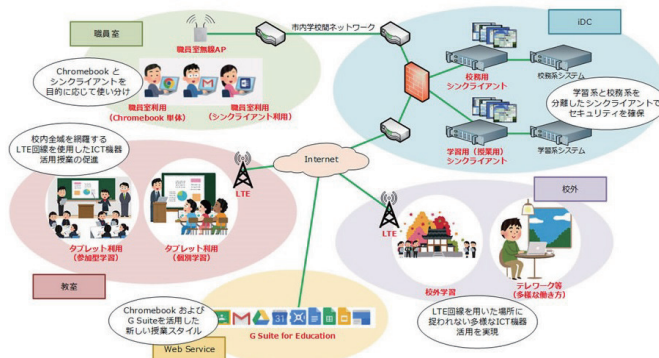 職員室
市内学校間ネットワーク
iDC
職員室無線AP
Chromebook と
シンクライアントを
目的に応じて使い分け
職員室利用
(Chromebook 単体)
職員室利用
(シンクライアント利用)
校務用
シンクライアント
校務系システム
学習系と校務系を
分離したシンクライアントで
セキュリティを確保
学習用(授業用)
シンクライアント
学習系システム
校内全域を網羅する
LTE回線を使用したICT機器
活用授業の促進
Internet
LTE
LTE
校外
タブレット利用
(参加型学習)
タブレット利用
(個別学習)
教室
校外学習
テレワーク等
(多様な働き方)
Chromebook および
G Suiteを活用した
新しい授業スタイル
31
G Suite for Education
Web Service
LTE回線を用いた場所に
捉われない多様なICT機器
活用を実現